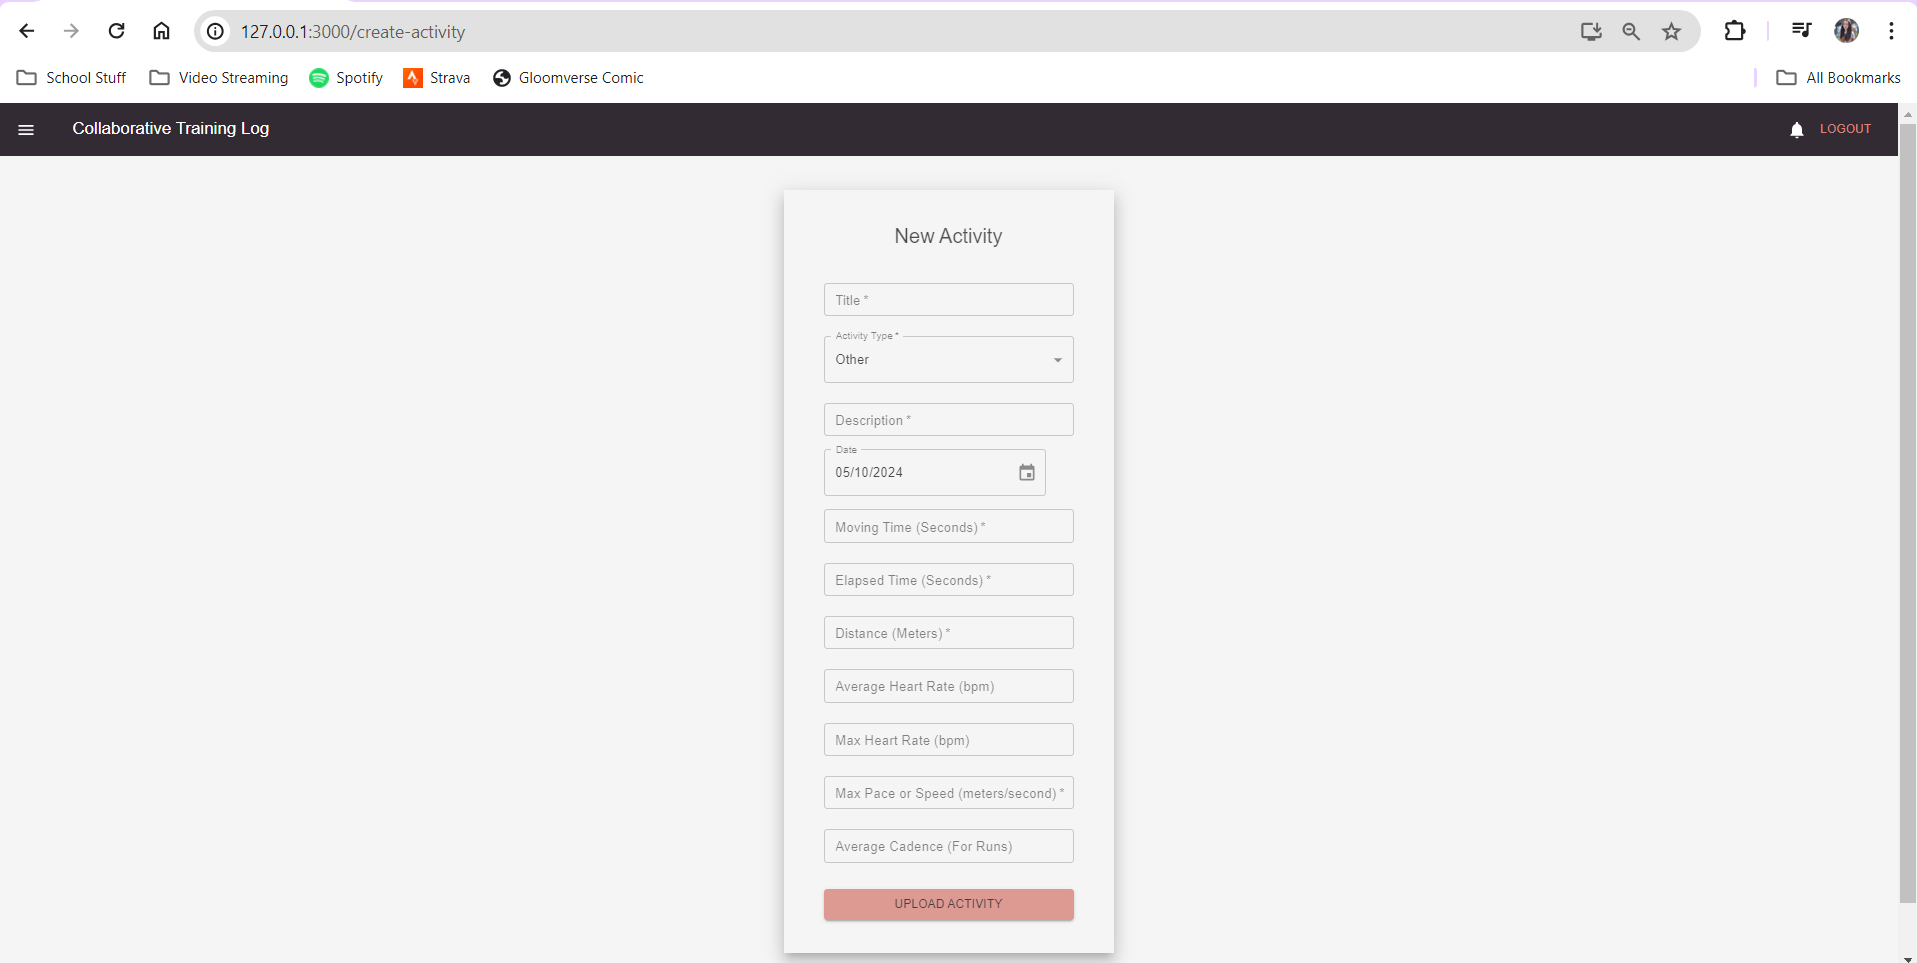 127.0.0.1:3000/create-activity
School Stuff Video Streaming Spotify Strava Gloomverse Comic All Bookmarks
Collaborative Training Log LOGOUT
New Activity
Title *
Activity Type *
Other
Description *
Date
05/10/2024
Moving Time (Seconds) *
Elapsed Time (Seconds) *
Distance (Meters) *
Average Heart Rate (bpm)
Max Heart Rate (bpm)
Max Pace or Speed (meters/second) *
Average Cadence (For Runs)
UPLOAD ACTIVITY